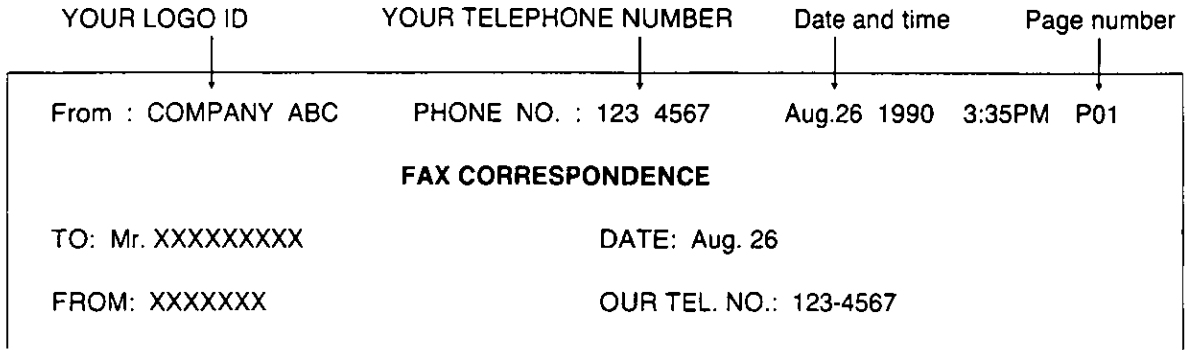 YOUR LOGO ID YOUR TELEPHONE NUMBER Date and time Page number
From : COMPANY ABC PHONE NO. : 123 4567 Aug.26 1990 3:35PM P01
FAX CORRESPONDENCE
TO: Mr. XXXXXXXXX DATE: Aug. 26
FROM: XXXXXXX OUR TEL. NO.: 123-4567